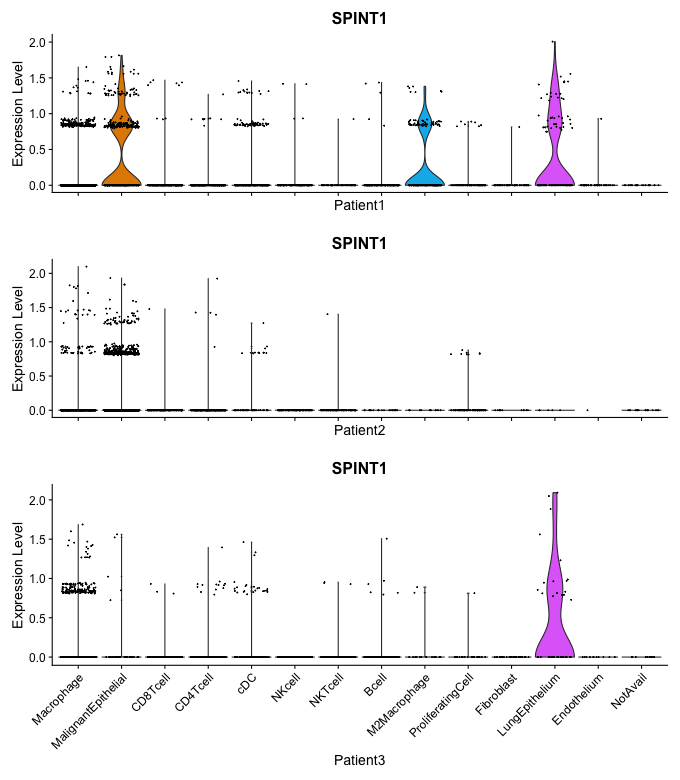 SPINT1
Expression Level
2.0
1.5
1.0
0.5
0.0
Patient1
SPINT1
Expression Level
2.0
1.5
1.0
0.5
0.0
Patient2
SPINT1
Expression Level
2.0
1.5
1.0
0.5
0.0
Macrophage
MalignantEpithelial
CD8Tcell
CD4Tcell
cDC
NKcell
NKTcell
Bcell
M2Macrophage
ProliferatingCell
Fibroblast
LungEpithelium
Endothelium
NotAvail
Patient3